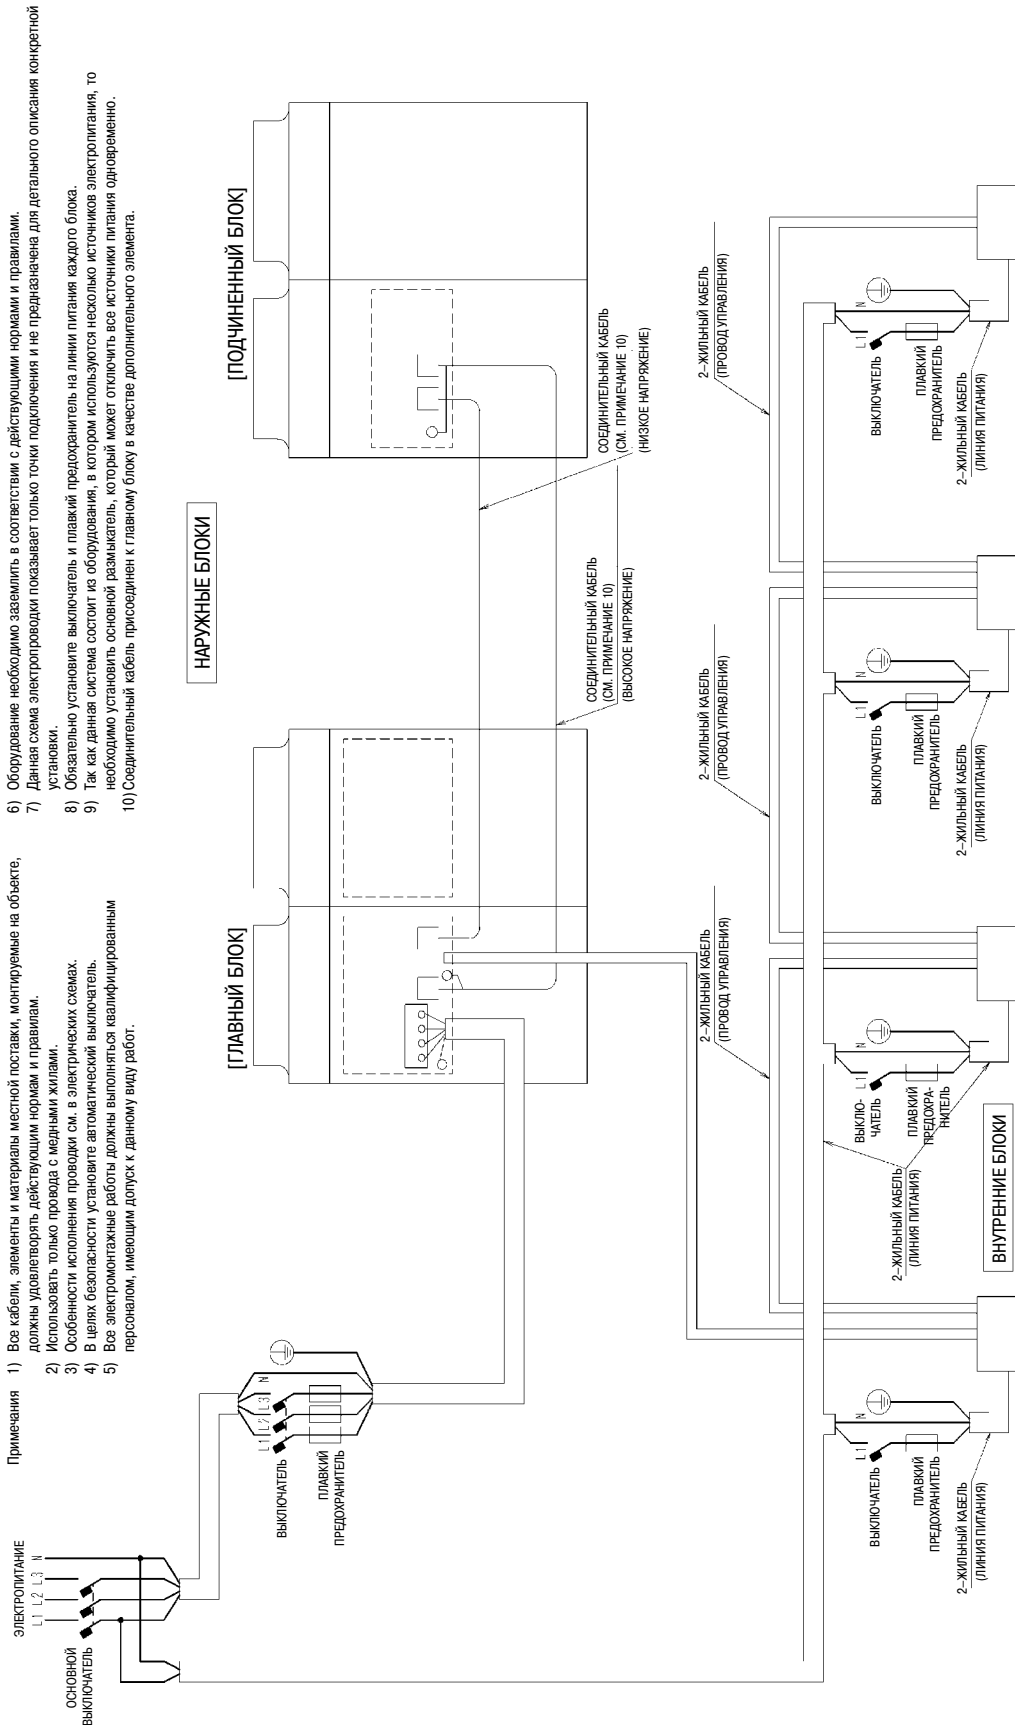 Примечания
1) Все кабели, элементы и материалы местной поставки, монтируемые на объекте,
должны удовлетворять действующим нормам и правилам.
2) Использовать только провода с медными жилами.
3) Особенности исполнения проводки см. в электрических схемах.
4) В целях безопасности установите автоматический выключатель.
5) Все электромонтажные работы должны выполняться квалифицированным
персоналом, имеющим допуск к данному виду работ.
6) Оборудование необходимо заземлить в соответствии с действующими нормами и правилами.
7) Данная схема электропроводки показывает только точки подключения и не предназначена для детального описания конкретной
установки.
8) Обязательно установите выключатель и плавкий предохранитель на линии питания каждого блока.
9) Так как данная система состоит из оборудования, в котором используются несколько источников электропитания, то
необходимо установить основной размыкатель, который может отключить все источники питания одновременно.
10) Соединительный кабель присоединен к главному блоку в качестве дополнительного элемента.
НАРУЖНЫЕ БЛОКИ
[ГЛАВНЫЙ БЛОК]
[ПОДЧИНЕННЫЙ БЛОК]
ЭЛЕКТРОПИТАНИЕ
L1 L2 L3 N
ОСНОВНОЙ
ВЫКЛЮЧАТЕЛЬ
L1 L2 L3 N
ВЫКЛЮЧАТЕЛЬ
ПЛАВКИЙ
ПРЕДОХРАНИТЕЛЬ
СОЕДИНИТЕЛЬНЫЙ КАБЕЛЬ
(СМ. ПРИМЕЧАНИЕ 10)
(ВЫСОКОЕ НАПРЯЖЕНИЕ)
СОЕДИНИТЕЛЬНЫЙ КАБЕЛЬ
(СМ. ПРИМЕЧАНИЕ 10)
(НИЗКОЕ НАПРЯЖЕНИЕ)
2–ЖИЛЬНЫЙ КАБЕЛЬ
(ПРОВОД УПРАВЛЕНИЯ)
2–ЖИЛЬНЫЙ КАБЕЛЬ
(ПРОВОД УПРАВЛЕНИЯ)
2–ЖИЛЬНЫЙ КАБЕЛЬ
(ПРОВОД УПРАВЛЕНИЯ)
L1 N
ВЫКЛЮЧАТЕЛЬ
ПЛАВКИЙ
ПРЕДОХРАНИТЕЛЬ
2–ЖИЛЬНЫЙ КАБЕЛЬ
(ЛИНИЯ ПИТАНИЯ)
2–ЖИЛЬНЫЙ КАБЕЛЬ
(ЛИНИЯ ПИТАНИЯ)
L1 N
ВЫКЛЮ-
ЧАТЕЛЬ
ПЛАВКИЙ
ПРЕДОХРА-
НИТЕЛЬ
L1 N
ВЫКЛЮЧАТЕЛЬ
ПЛАВКИЙ
ПРЕДОХРАНИТЕЛЬ
2–ЖИЛЬНЫЙ КАБЕЛЬ
(ЛИНИЯ ПИТАНИЯ)
L1 N
ВЫКЛЮЧАТЕЛЬ
ПЛАВКИЙ
ПРЕДОХРАНИТЕЛЬ
2–ЖИЛЬНЫЙ КАБЕЛЬ
(ЛИНИЯ ПИТАНИЯ)
ВНУТРЕННИЕ БЛОКИ